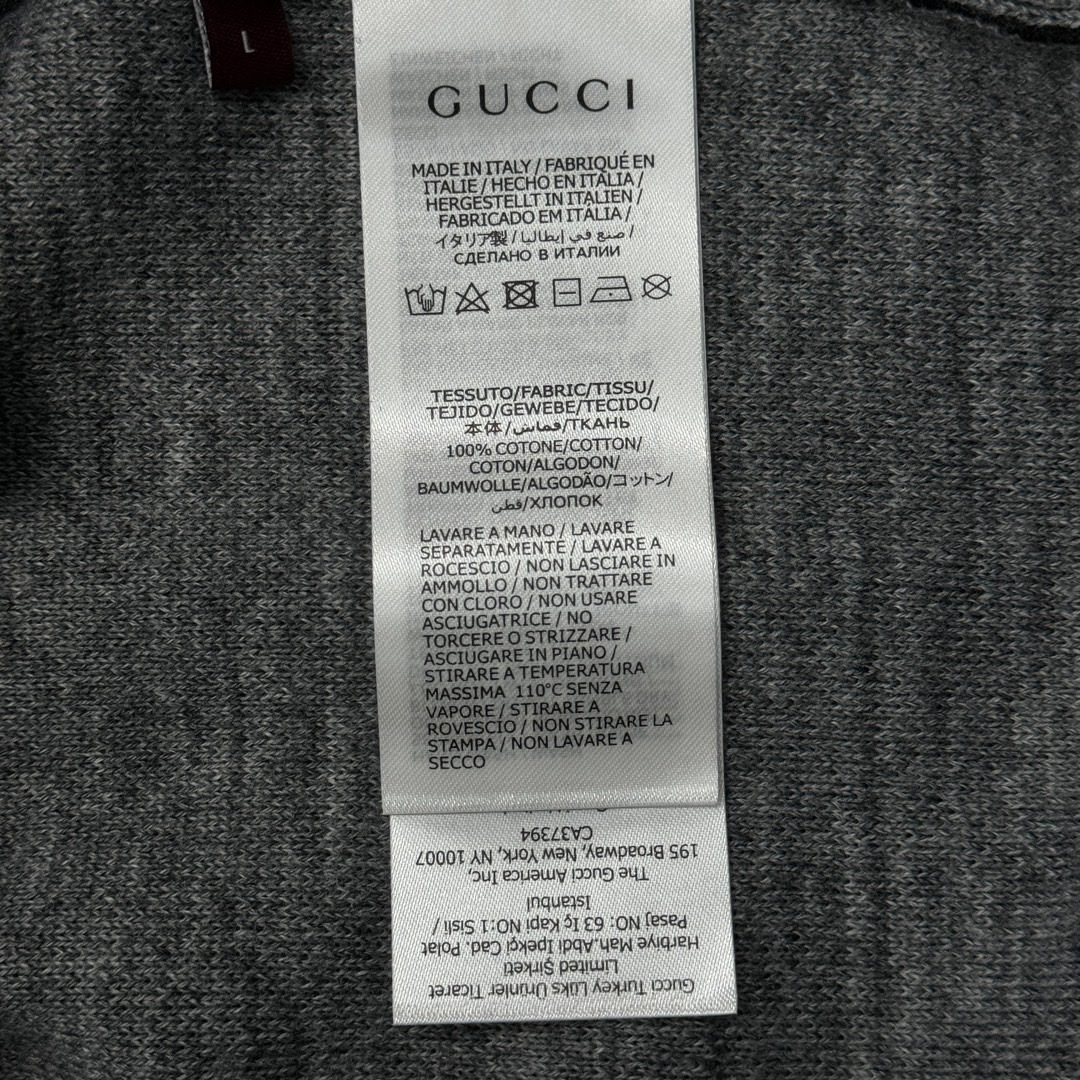 L
GUCCI
MADE IN ITALY / FABRIQUÉ EN
ITALIE / HECHO EN ITALIA /
HERGESTELLT IN ITALIEN /
FABRICADO EM ITÁLIA /
イタリア製 / صنع في إيطاليا /
СДЕЛАНО В ИТАЛИИ
TESSUTO/FABRIC/TISSU/
TEJIDO/GEWEBE/TECIDO/
本体/قماش/ТКАНЬ
100% COTONE/COTTON/
COTON/ALGODON/
BAUMWOLLE/ALGODÃO/コットン/
قطن/ХЛОПОК
LAVARE A MANO / LAVARE
SEPARATAMENTE / LAVARE A
ROCESCIO / NON LASCIARE IN
AMMOLLO / NON TRATTARE
CON CLORO / NON USARE
ASCIUGATRICE / NO
TORCERE O STRIZZARE /
ASCIUGARE IN PIANO /
STIRARE A TEMPERATURA
MASSIMA 110°C SENZA
VAPORE / STIRARE A
ROVESCIO / NON STIRARE LA
STAMPA / NON LAVARE A
SECCO
Gucci Turkey Lüks Ürünler Ticaret
Limited Şirketi
Harbiye Mah.Abdi Ipekçi Cad. Polat
Pasaj NO: 63 Iç Kapi NO:1 Sisli /
Istanbul
The Gucci America Inc,
195 Broadway, New York, NY 10007
CA37394